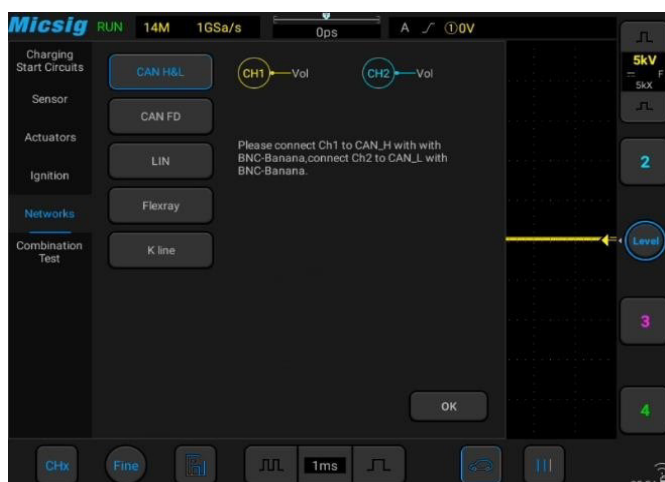 Micsig RUN 14M 1GSa/s 0ps A ①0V
Charging
Start Circuits
Sensor
Actuators
Ignition
Networks
Combination
Test
CAN H&L
CAN FD
LIN
Flexray
K line
CH1 Vol CH2 Vol
Please connect Ch1 to CAN_H with with
BNC-Banana,connect Ch2 to CAN_L with
BNC-Banana.
OK
5kV
F
5kX
2
Level
3
4
CHx Fine 1ms